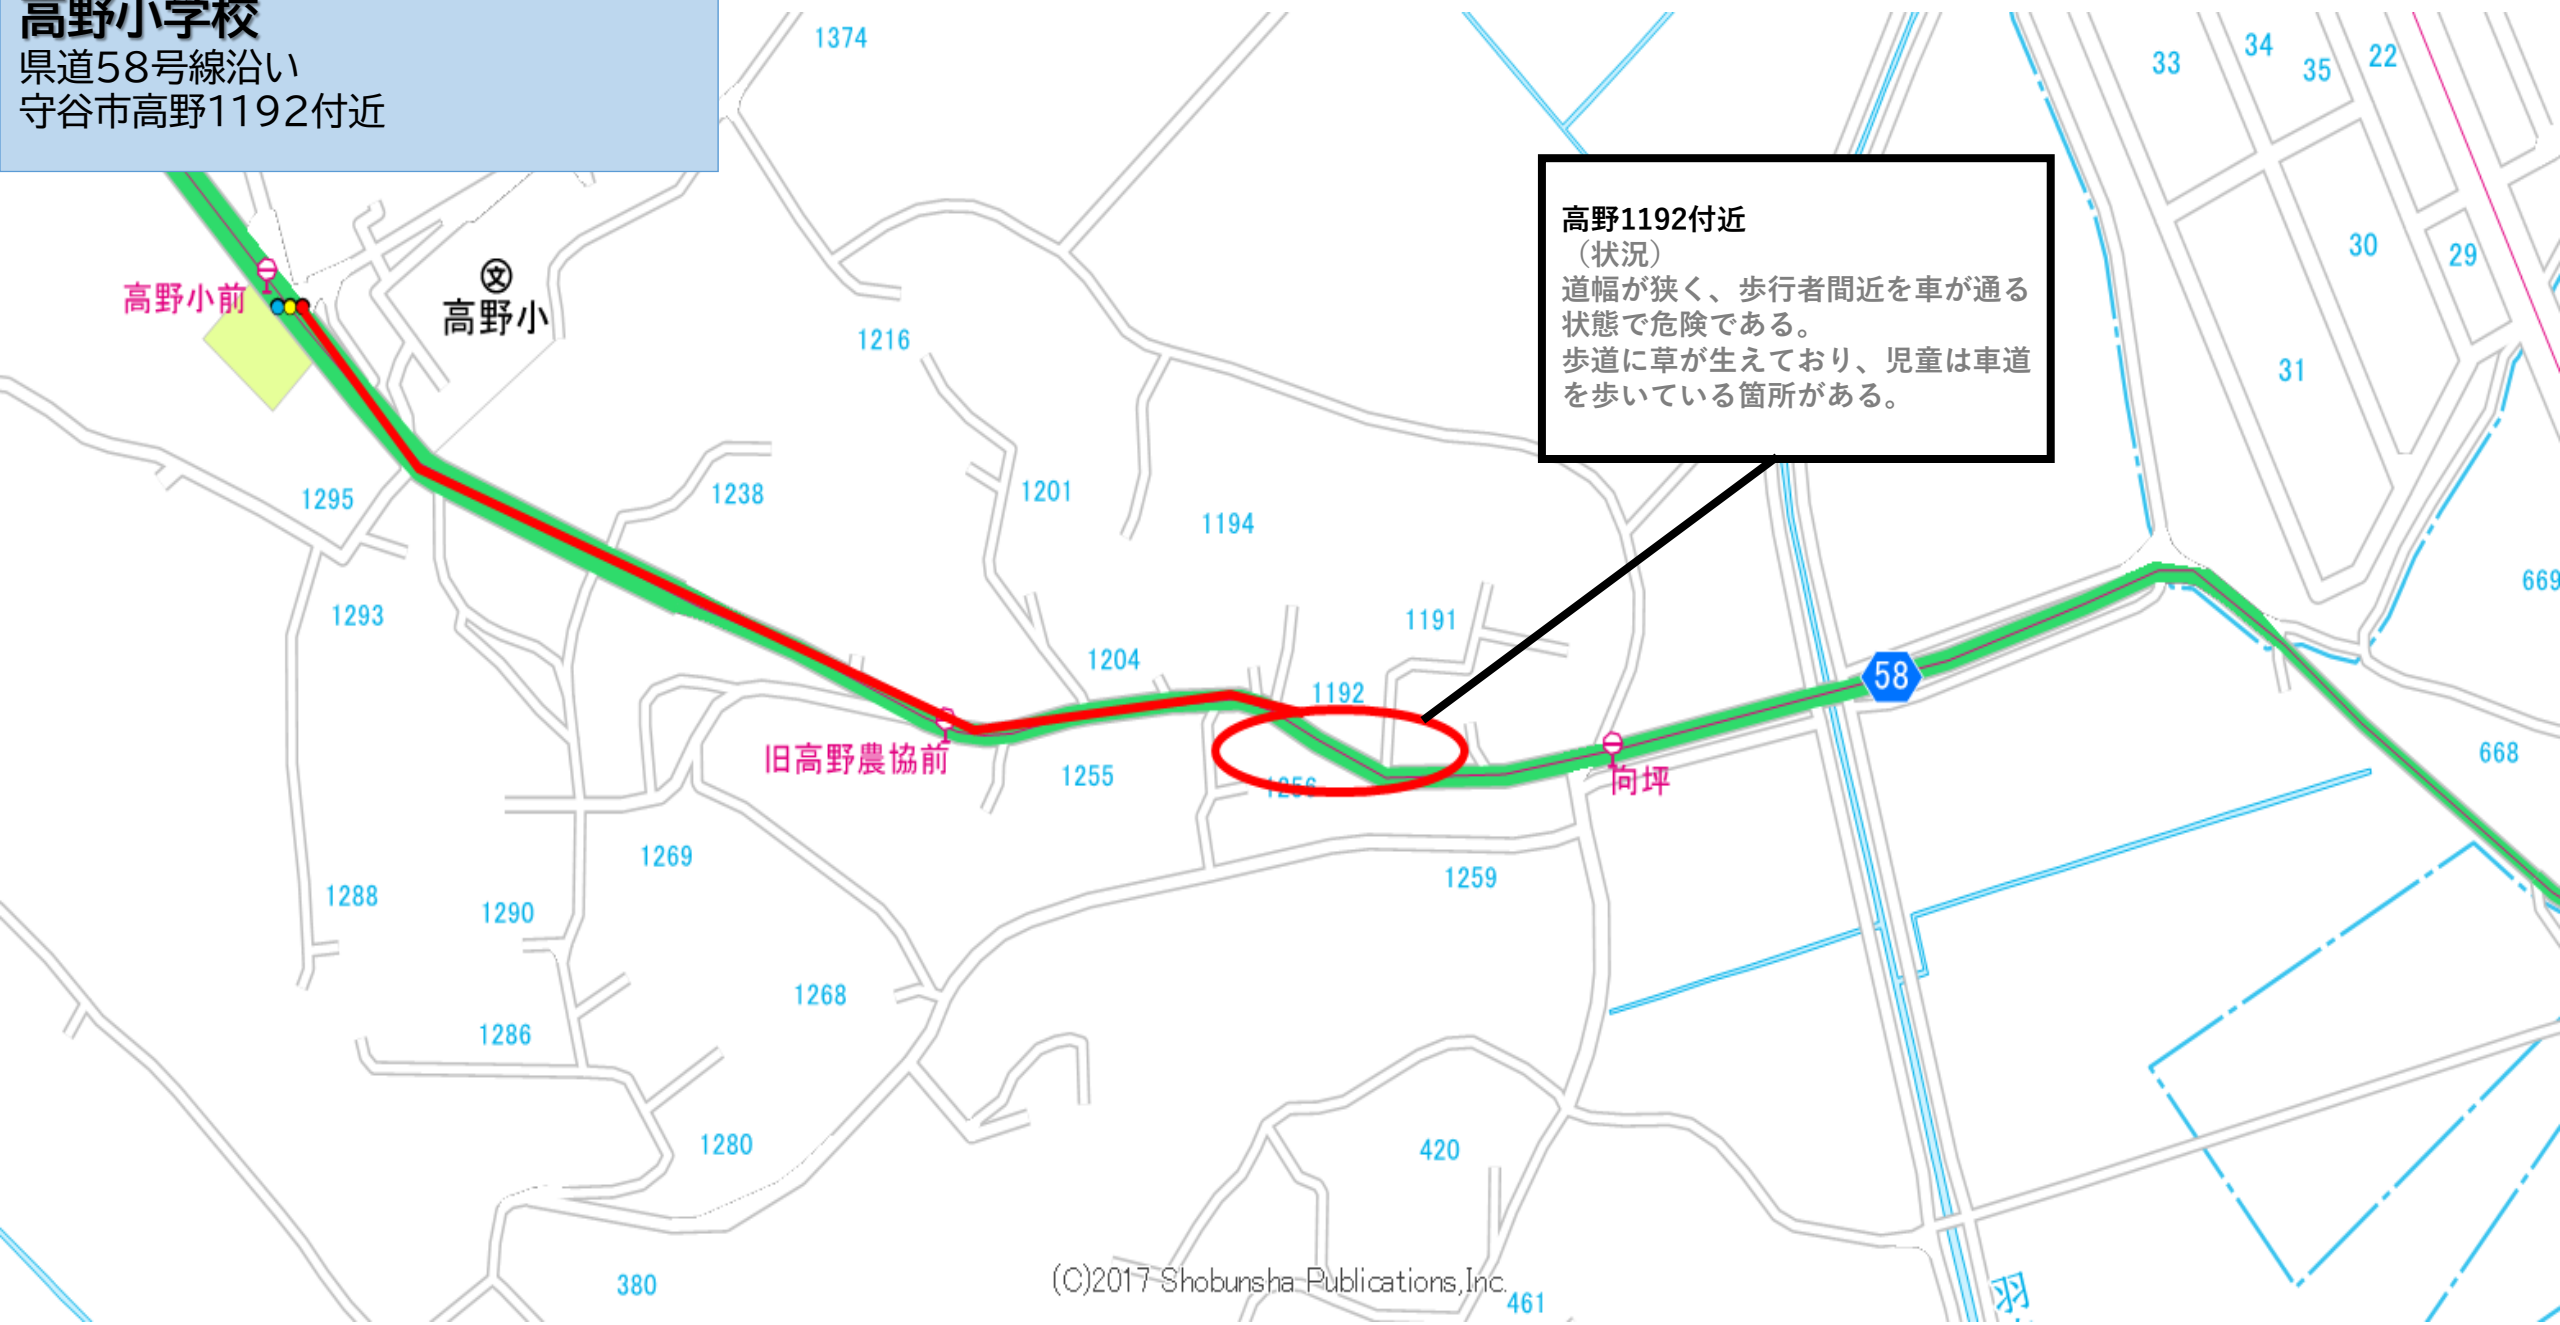 高野小学校
県道58号線沿い
守谷市高野1192付近
1374
33
34
35
22
高野1192付近
（状況）
道幅が狭く、歩行者間近を車が通る
状態で危険である。
歩道に草が生えており、児童は車道
を歩いている箇所がある。
30
29
31
高野小前
文
高野小
1216
1295
1238
1201
1194
1293
1191
669
1204
1192
58
旧高野農協前
1255
1256
向坪
668
1269
1259
1288
1290
1268
1286
1280
420
380
(C)2017 Shobunsha Publications,Inc.
461
羽